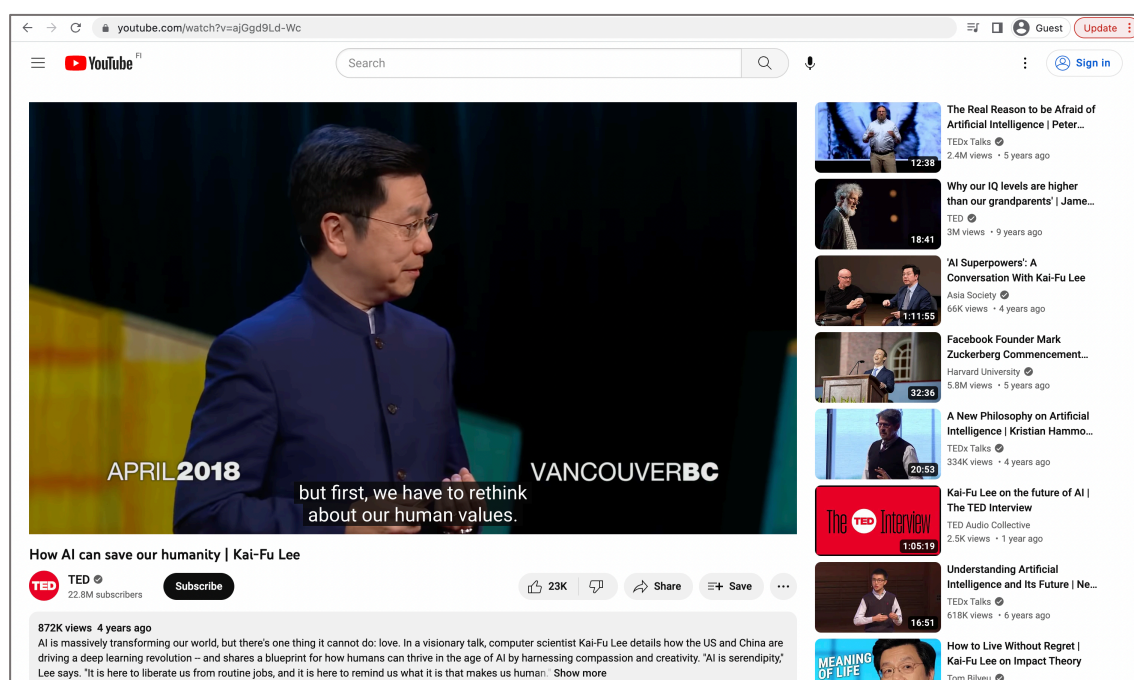 youtube.com/watch?v=ajGgd9Ld-Wc
Guest
Update
YouTube FI
Search
Sign in
APRIL2018
VANCOUVERBC
but first, we have to rethink
about our human values.
How AI can save our humanity | Kai-Fu Lee
TED
TED
22.8M subscribers
Subscribe
23K
Share
Save
872K views 4 years ago
AI is massively transforming our world, but there's one thing it cannot do: love. In a visionary talk, computer scientist Kai-Fu Lee details how the US and China are
driving a deep learning revolution -- and shares a blueprint for how humans can thrive in the age of AI by harnessing compassion and creativity. "AI is serendipity,"
Lee says. "It is here to liberate us from routine jobs, and it is here to remind us what it is that makes us human." Show more
12:38
The Real Reason to be Afraid of
Artificial Intelligence | Peter...
TEDx Talks
2.4M views • 5 years ago
18:41
Why our IQ levels are higher
than our grandparents' | Jame...
TED
3M views • 9 years ago
1:11:55
'AI Superpowers': A
Conversation With Kai-Fu Lee
Asia Society
66K views • 4 years ago
32:36
Facebook Founder Mark
Zuckerberg Commencement...
Harvard University
5.8M views • 5 years ago
20:53
A New Philosophy on Artificial
Intelligence | Kristian Hammo...
TEDx Talks
334K views • 4 years ago
The TED Interview
1:05:19
Kai-Fu Lee on the future of AI |
The TED Interview
TED Audio Collective
2.5K views • 1 year ago
16:51
Understanding Artificial
Intelligence and Its Future | Ne...
TEDx Talks
618K views • 6 years ago
MEANING
OF LIFE
How to Live Without Regret |
Kai-Fu Lee on Impact Theory
Tom Bilyeu